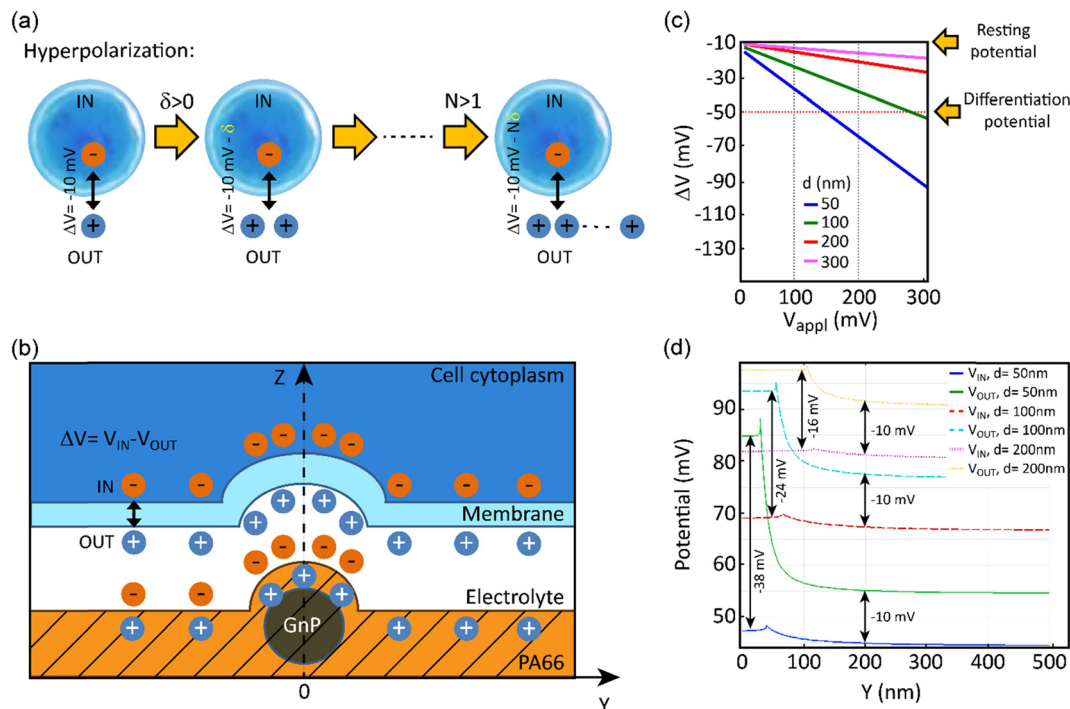 (a)
Hyperpolarization:
IN
δ>0
IN
N>1
IN
-
-
-
ΔV= -10 mV
ΔV= -10 mV - δ
ΔV= -10 mV - Nδ
+
+ +
+ + +
OUT
OUT
OUT
(b)
Z
Cell cytoplasm
ΔV= V_IN-V_OUT
- - - -
IN
- - - - -
Membrane
OUT
+ + + + + + + + +
- - - - - -
Electrolyte
+ + + + + + + +
GnP
PA66
0
Y
(c)
-10
-30
-50
-70
-90
-110
-130
ΔV (mV)
d (nm)
50
100
200
300
0 100 200 300
V_appl (mV)
Resting
potential
Differentiation
potential
(d)
90
80
70
60
50
Potential (mV)
V_IN, d= 50nm
V_OUT, d= 50nm
V_IN, d= 100nm
V_OUT, d= 100nm
V_IN, d= 200nm
V_OUT, d= 200nm
-16 mV
-10 mV
-24 mV
-10 mV
-38 mV
-10 mV
0 100 200 300 400 500
Y (nm)